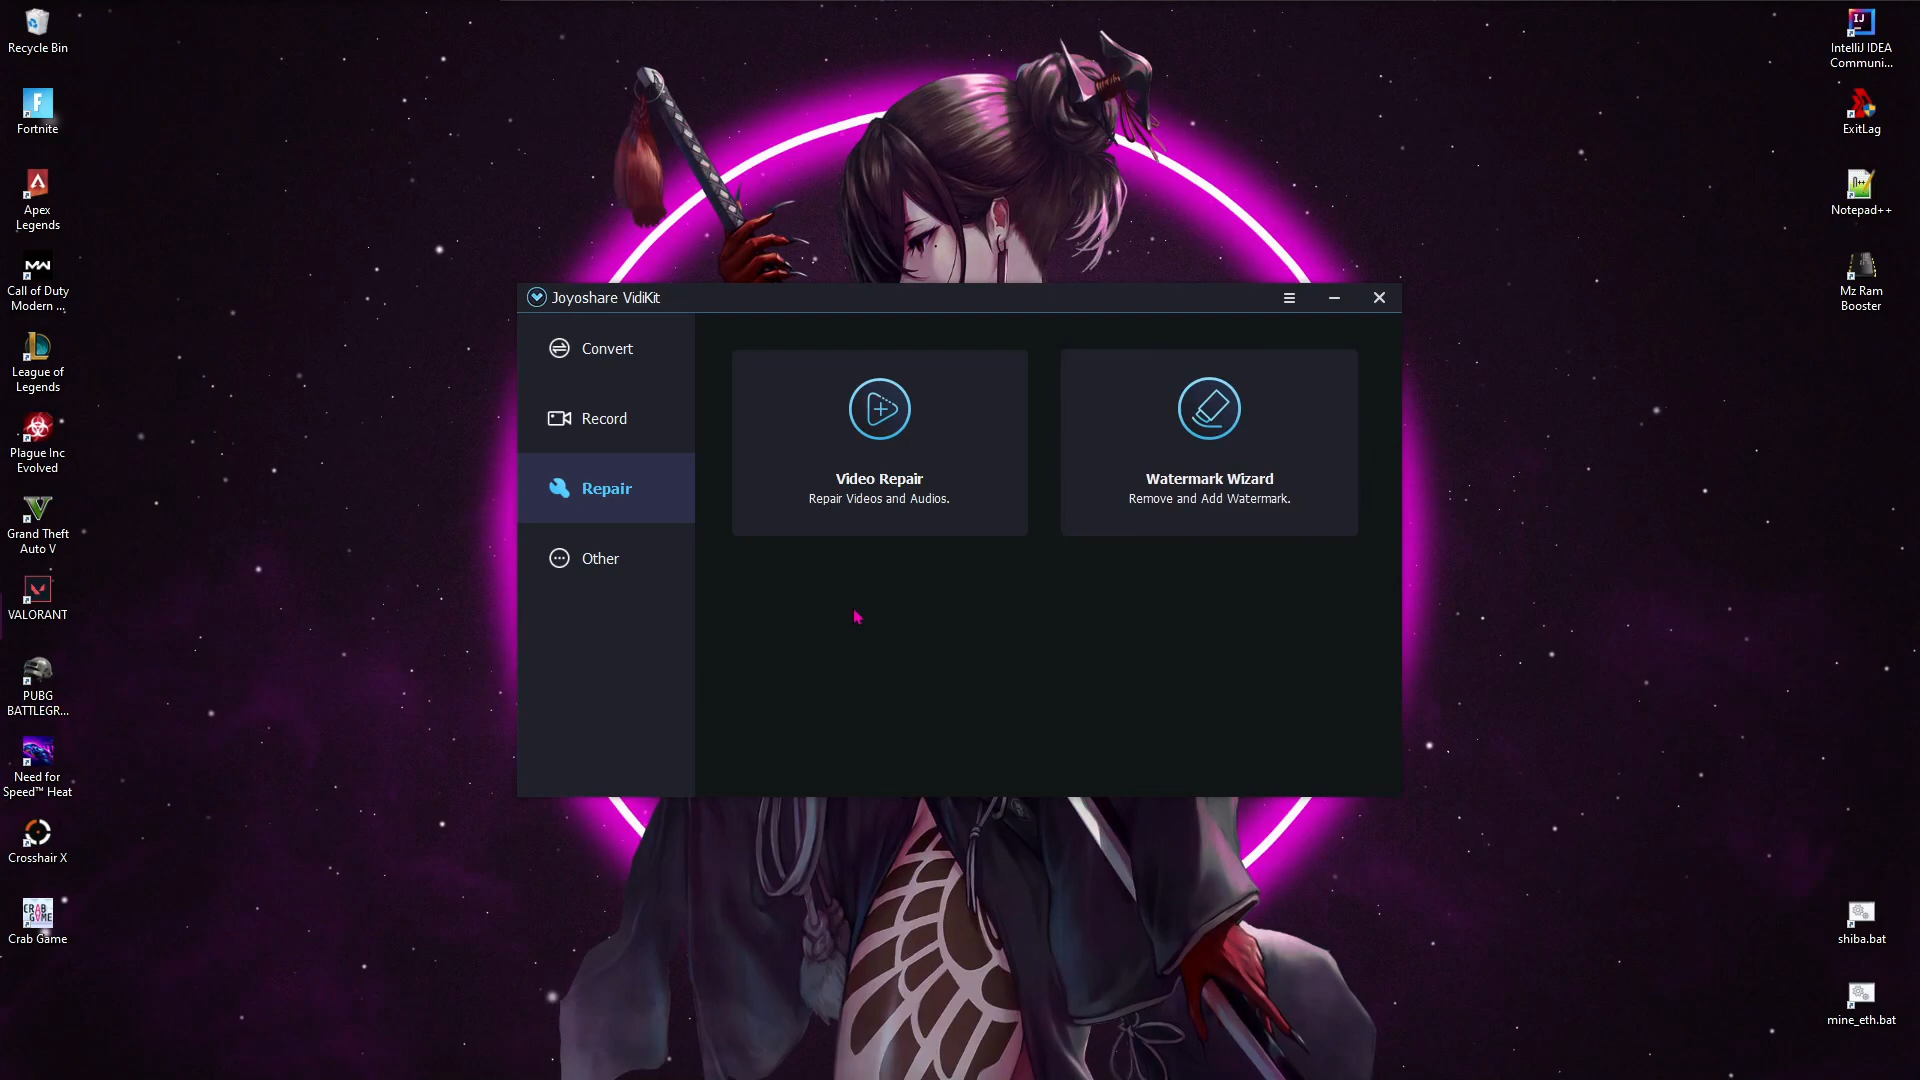 Recycle Bin
Fortnite
Apex
Legends
Call of Duty
Modern ...
League of
Legends
Plague Inc
Evolved
Grand Theft
Auto V
VALORANT
PUBG
BATTLEGR...
Need for
Speed™ Heat
Crosshair X
CRAB
GAME
Crab Game
Joyoshare VidiKit
Convert
Record
Repair
Other
Video Repair
Repair Videos and Audios.
Watermark Wizard
Remove and Add Watermark.
IntelliJ IDEA
Communi...
ExitLag
Notepad++
Mz Ram
Booster
shiba.bat
mine_eth.bat